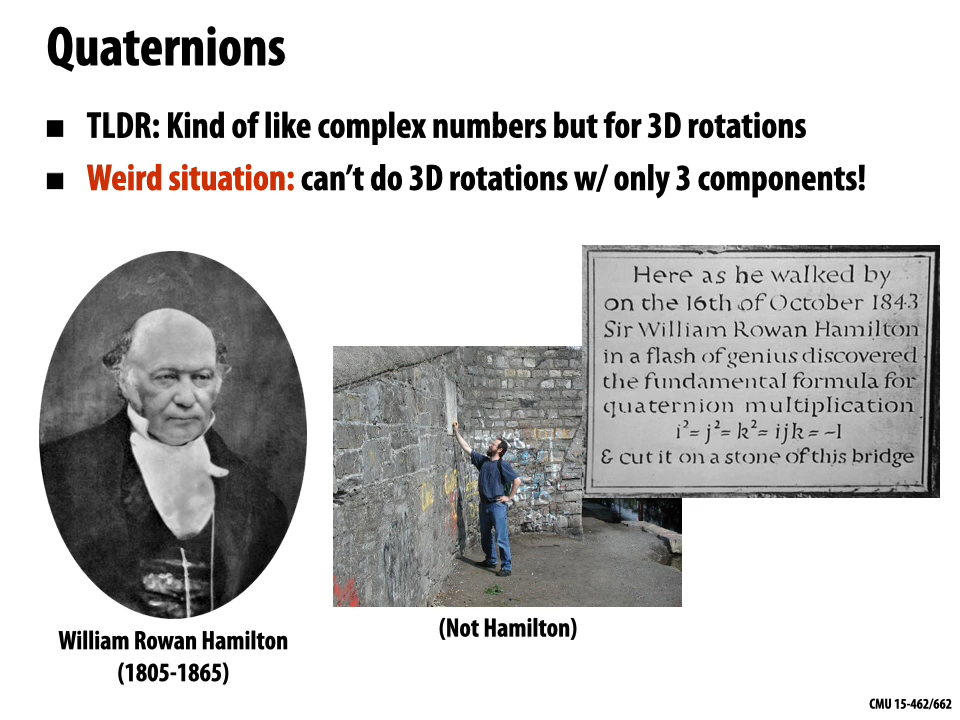 Quaternions
■ TLDR: Kind of like complex numbers but for 3D rotations
■ Weird situation: can’t do 3D rotations w/ only 3 components!
Here as he walked by
on the 16th of October 1843
Sir William Rowan Hamilton
in a flash of genius discovered
the fundamental formula for
quaternion multiplication
i² = j² = k² = ijk = –1
& cut it on a stone of this bridge
William Rowan Hamilton
(1805-1865)
(Not Hamilton)
CMU 15-462/662